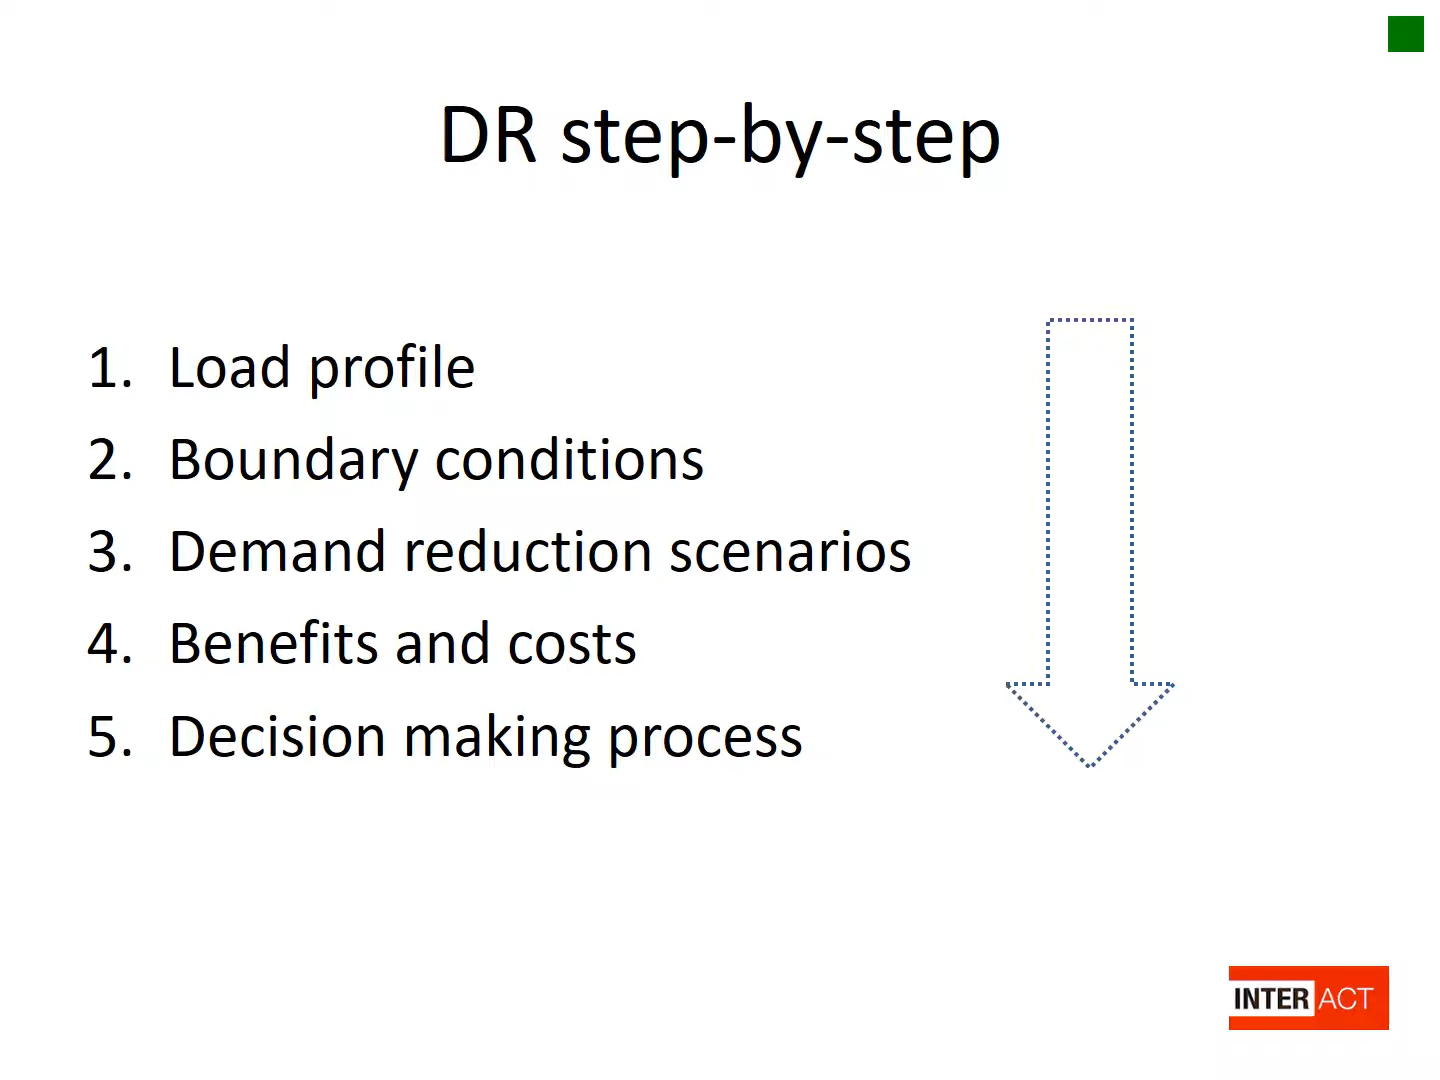 DR step-by-step
1. Load profile
2. Boundary conditions
3. Demand reduction scenarios
4. Benefits and costs
5. Decision making process
INTER ACT